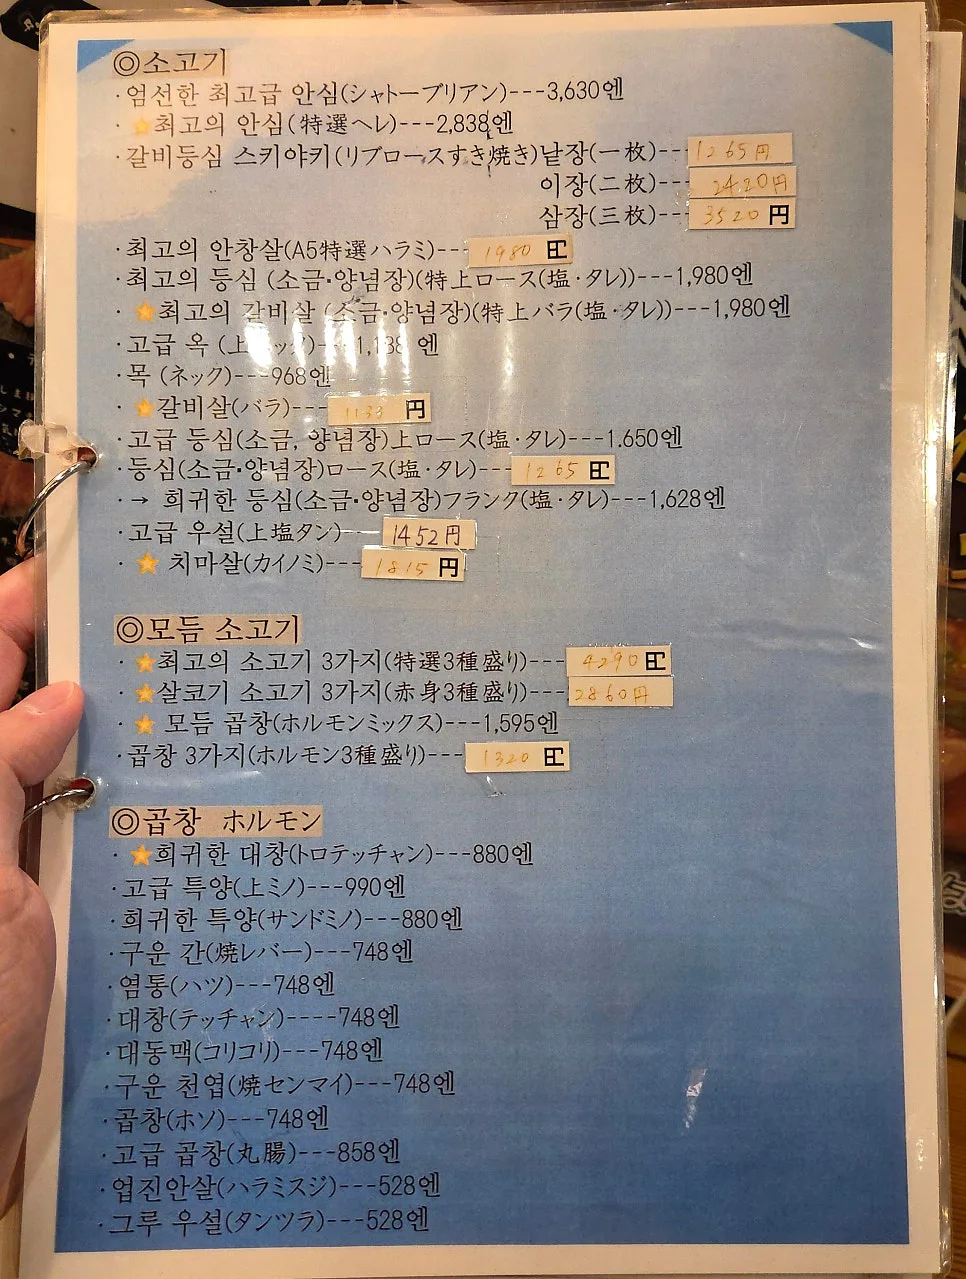 ◎소고기
·엄선한 최고급 안심(シャトーブリアン)---3,630엔
·⭐최고의 안심(特選ヘレ)---2,838엔
·갈비등심 스키야키(リブロースすき焼き)낱장(一枚)--1265円
이장(二枚)--2420円
삼장(三枚)--3520円
·최고의 안창살(A5特選ハラミ)---1980円
·최고의 등심 (소금·양념장)(特上ロース(塩·タレ))---1,980엔
·⭐최고의 갈비살 (소금·양념장)(特上バラ(塩·タレ))---1,980엔
·고급 목 (上ネック)---1,188 엔
·목 (ネック)---968엔
·⭐갈비살(バラ)---1133円
·고급 등심(소금, 양념장)上ロース(塩·タレ)---1.650엔
·등심(소금·양념장)ロース(塩·タレ)---1265円
·→ 희귀한 등심(소금·양념장)フランク(塩·タレ)---1,628엔
·고급 우설(上塩タン)---1452円
·⭐ 치마살(カイノミ)---1815円
◎모듬 소고기
·⭐최고의 소고기 3가지(特選3種盛り)---4290円
·⭐살코기 소고기 3가지(赤身3種盛り)---2860円
·⭐ 모듬 곱창(ホルモンミックス)---1,595엔
·곱창 3가지(ホルモン3種盛り)---1320円
◎곱창 ホルモン
·⭐희귀한 대창(トロテッチャン)---880엔
·고급 특양(上ミノ)---990엔
·희귀한 특양(サンドミノ)---880엔
·구운 간(焼レバー)---748엔
·염통(ハツ)---748엔
·대창(テッチャン)----748엔
·대동맥(コリコリ)---748엔
·구운 천엽(焼センマイ)---748엔
·곱창(ホソ)---748엔
·고급 곱창(丸腸)---858엔
·업진안살(ハラミスジ)---528엔
·그루 우설(タンツラ)---528엔